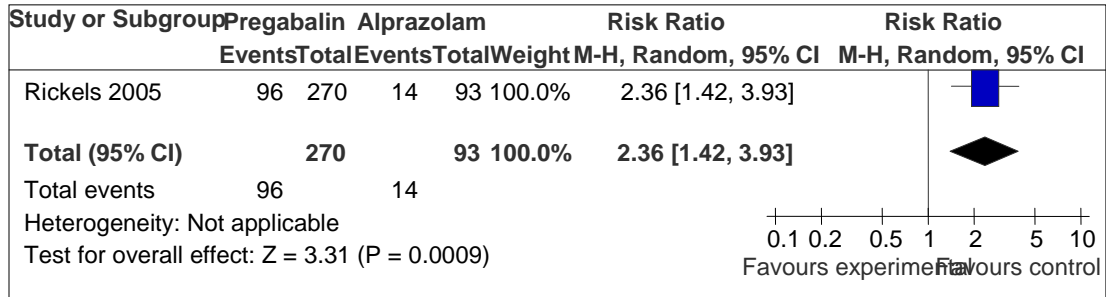 Study or Subgroup Pregabalin Alprazolam Risk Ratio Risk Ratio
Events Total Events Total Weight M-H, Random, 95% CI M-H, Random, 95% CI
Rickels 2005 96 270 14 93 100.0% 2.36 [1.42, 3.93]
Total (95% CI) 270 93 100.0% 2.36 [1.42, 3.93]
Total events 96 14
Heterogeneity: Not applicable
Test for overall effect: Z = 3.31 (P = 0.0009)
0.1 0.2 0.5 1 2 5 10
Favours experimental Favours control